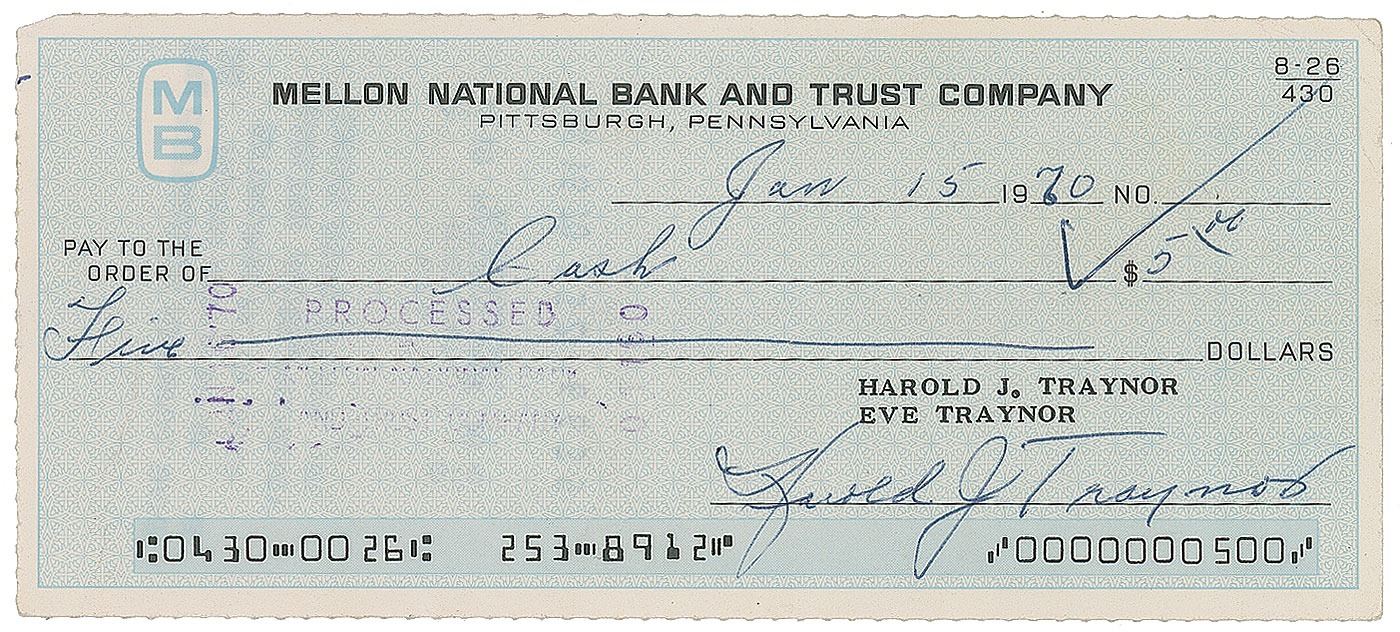 8-26
430
M
B
MELLON NATIONAL BANK AND TRUST COMPANY
PITTSBURGH, PENNSYLVANIA
Jan 15 1970 NO.
PAY TO THE
ORDER OF Cash $5 00
PROCESSED
Five DOLLARS
HAROLD J. TRAYNOR
EVE TRAYNOR
Harold J Traynor
⑆0430⑉0026⑆ 253⑉8912⑈ ⑇0000000500⑇